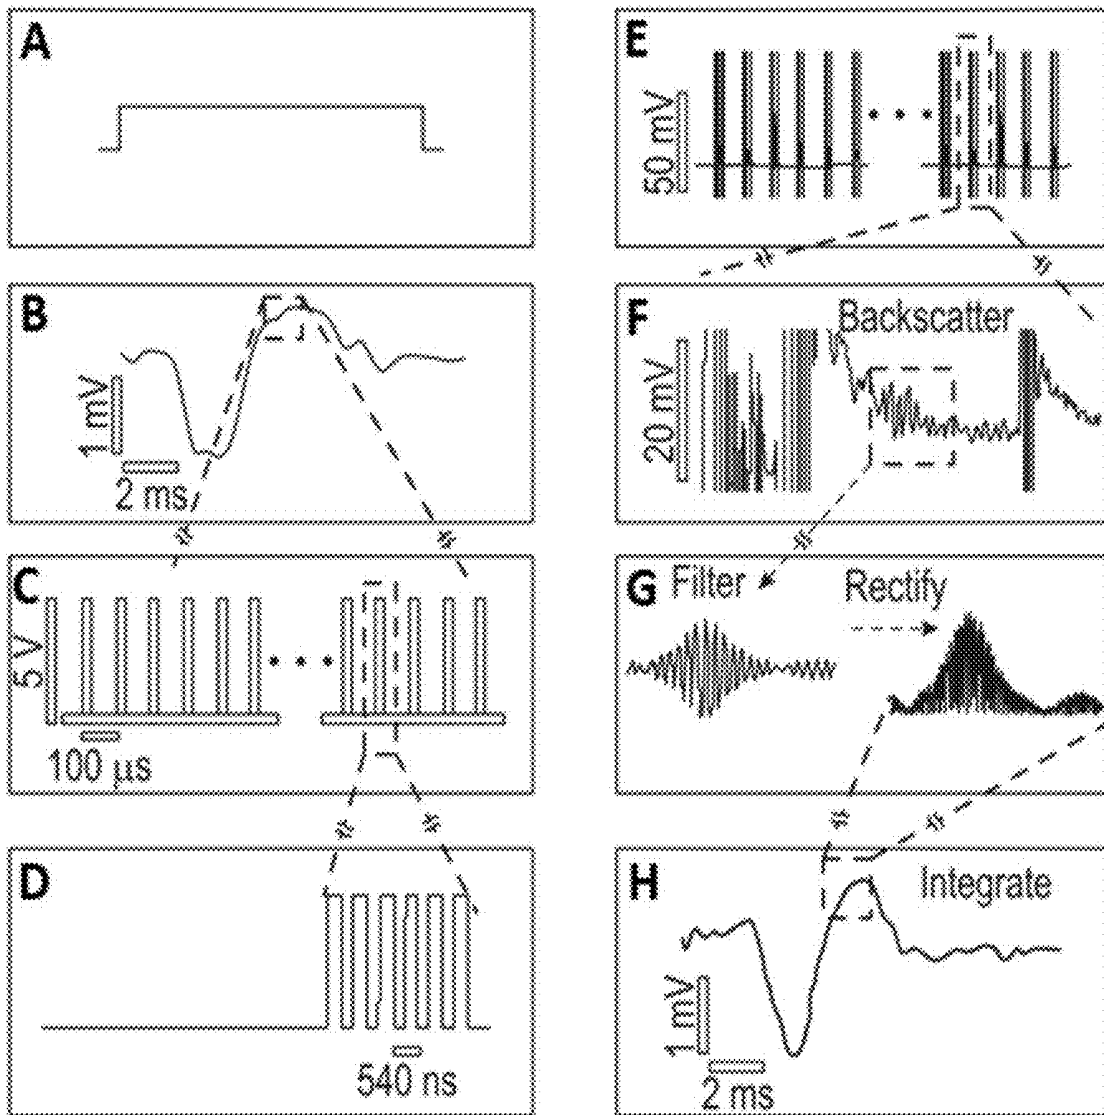 A
B
1 mV
2 ms
C
5 V
100 µs
D
540 ns
E
50 mV
F
Backscatter
20 mV
G
Filter
Rectify
H
Integrate
1 mV
2 ms